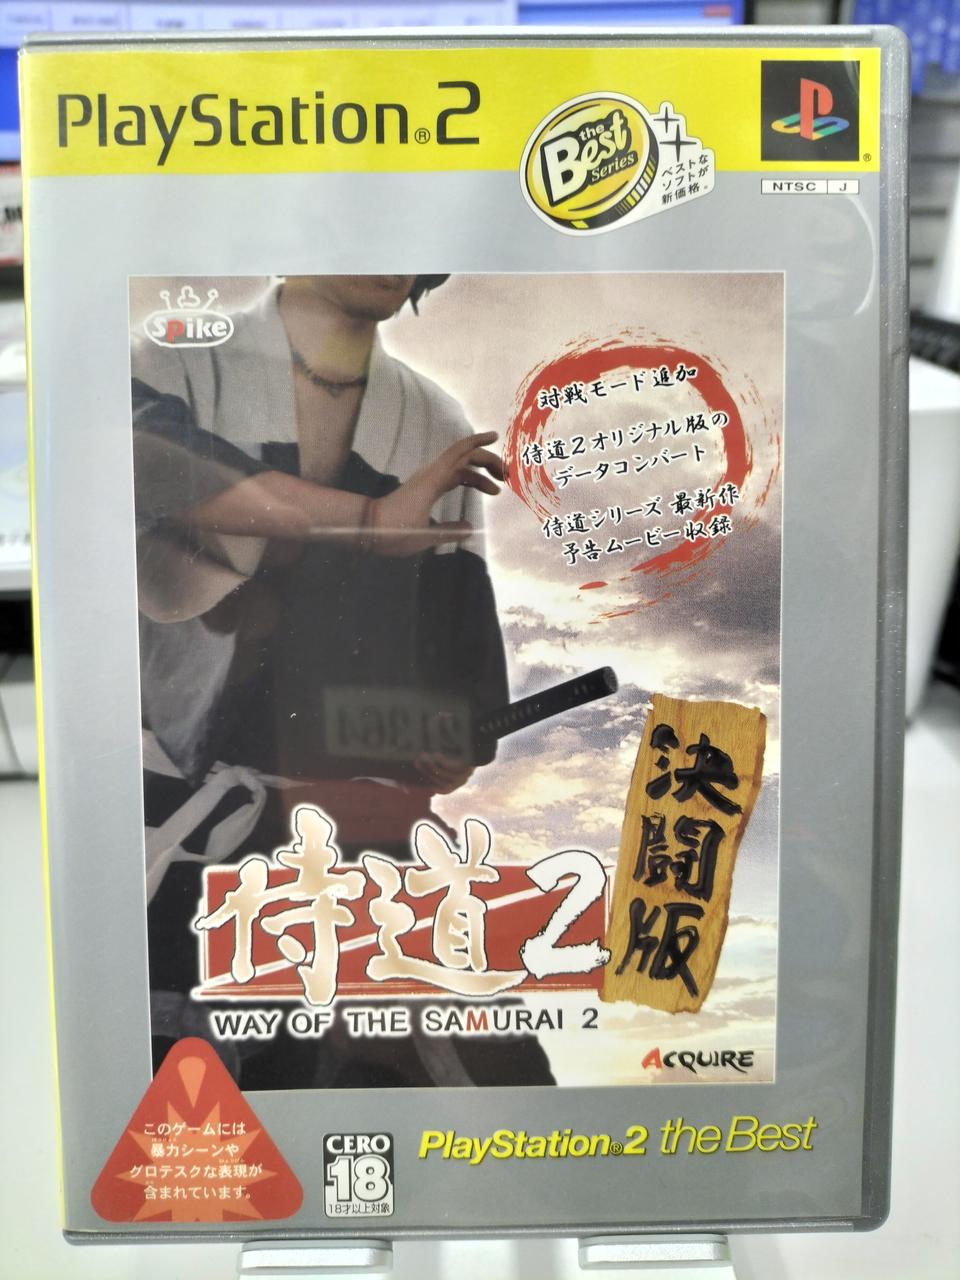 PlayStation®2
the
Best
Series
ベストな
ソフトが
新価格。
®
NTSC J
Spike
対戦モード追加
侍道2オリジナル版の
データコンバート
侍道シリーズ 最新作
予告ムービー収録
21364
決闘版
侍道2
WAY OF THE SAMURAI 2
ACQUIRE
このゲームには
暴力シーンや
グロテスクな表現が
含まれています。
CERO
18
18才以上対象
PlayStation®2 the Best